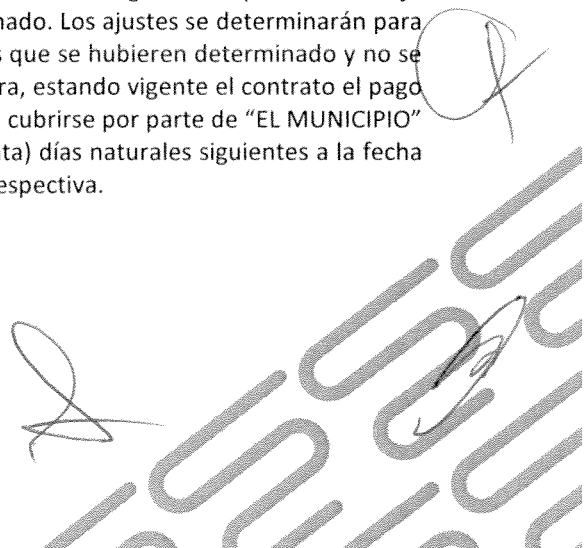 nado. Los ajustes se determinarán para
que se hubieren determinado y no se
ra, estando vigente el contrato el pago
cubrirse por parte de “EL MUNICIPIO”
ta) días naturales siguientes a la fecha
espectiva.